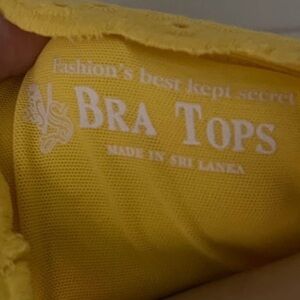 Fashion's best kept secret
BRA TOPS
MADE IN SRI LANKA